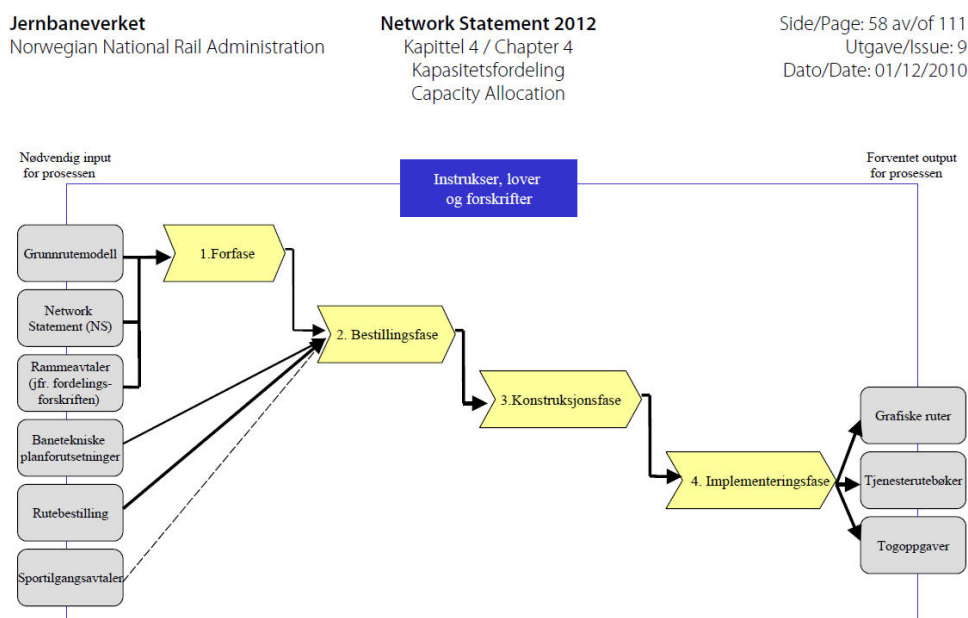 Jernbaneverket
Norwegian National Rail Administration
Network Statement 2012
Kapittel 4 / Chapter 4
Kapasitetsfordeling
Capacity Allocation
Side/Page: 58 av/of 111
Utgave/Issue: 9
Dato/Date: 01/12/2010
Nødvendig input
for prosessen
Instrukser, lover
og forskrifter
Forventet output
for prosessen
Grunnrutemodell
Network
Statement (NS)
Rammeavtaler
(jfr. fordelings-
forskriften)
Banetekniske
planforutsetninger
Rutebestilling
Sportilgangsavtaler
1.Forfase
2. Bestillingsfase
3.Konstruksjonsfase
4. Implementeringsfase
Grafiske ruter
Tjenesterutebøker
Togoppgaver